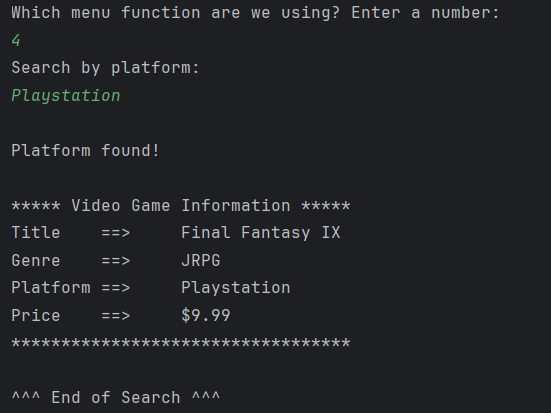 Which menu function are we using? Enter a number:
4
Search by platform:
Playstation
Platform found!
***** Video Game Information *****
Title    ==>     Final Fantasy IX
Genre    ==>     JRPG
Platform ==>     Playstation
Price    ==>     $9.99
**********************************
^^^ End of Search ^^^